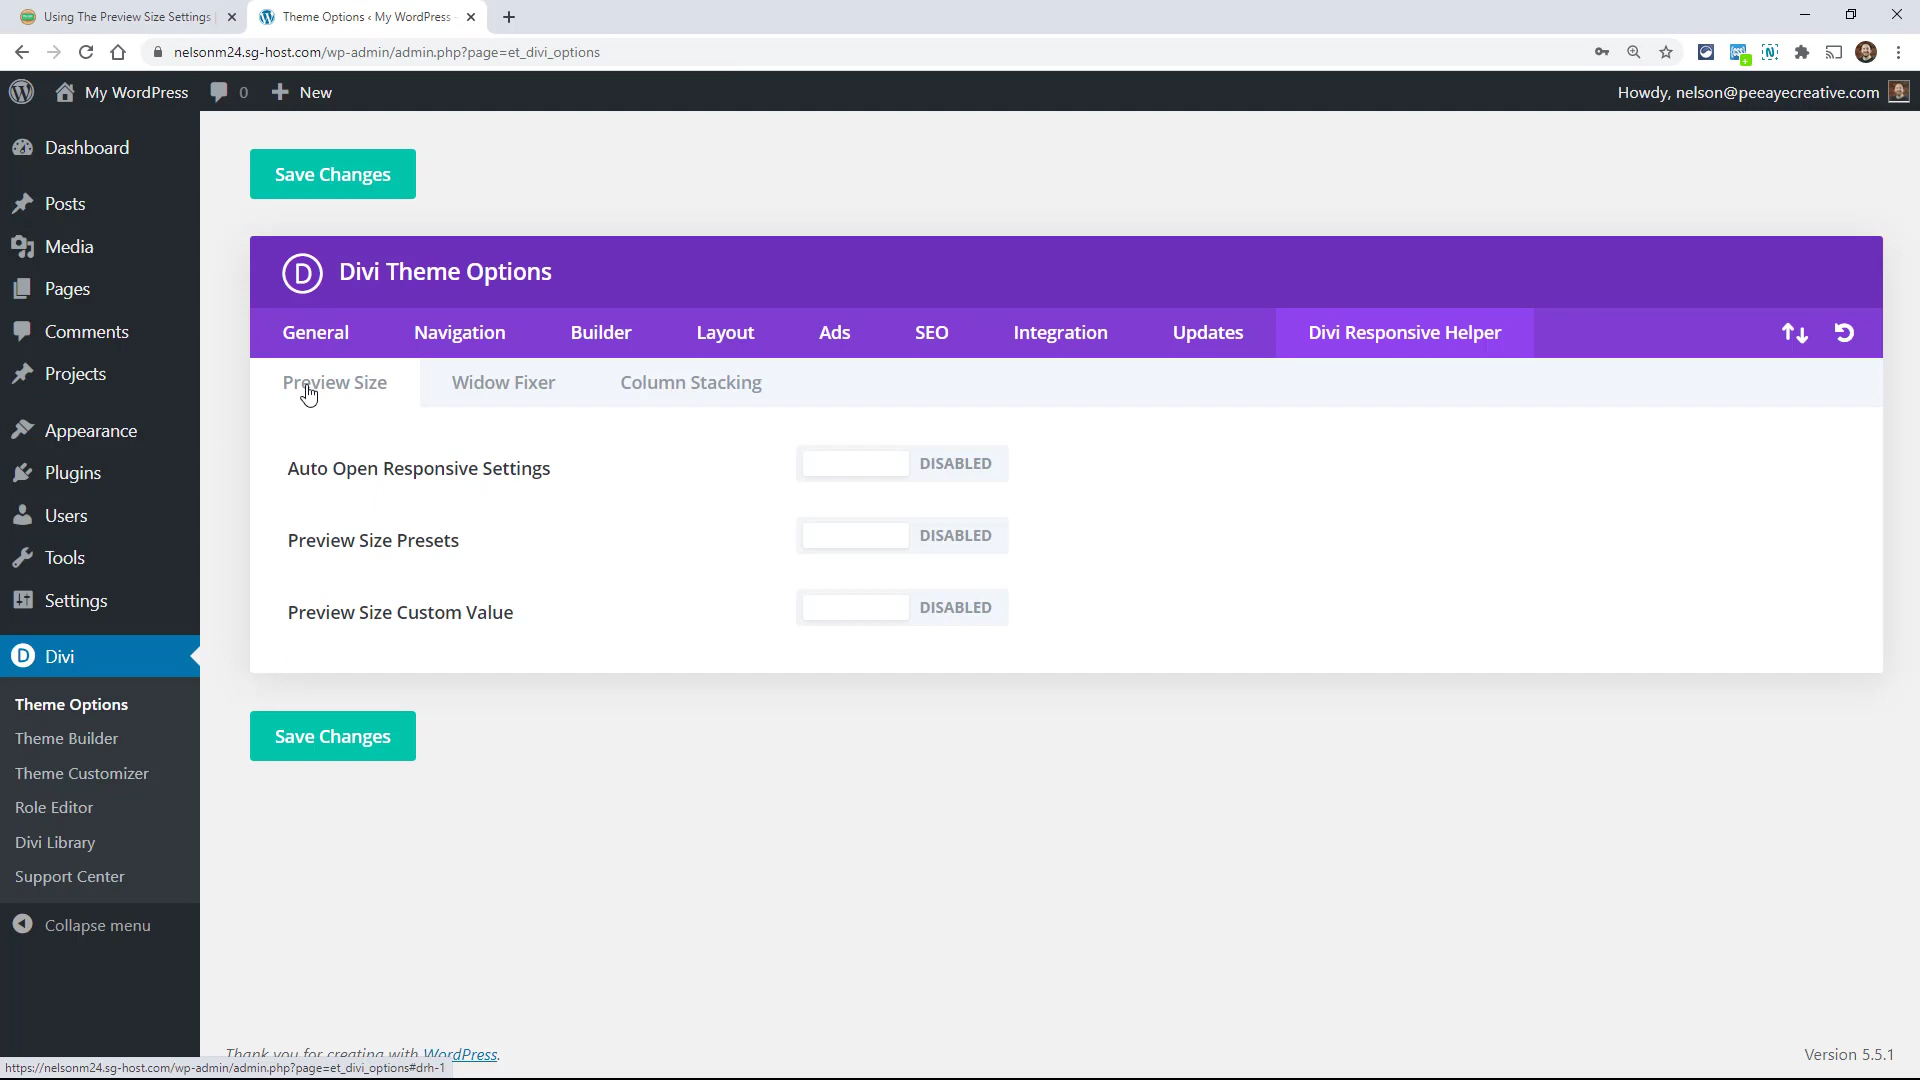 Using The Preview Size Settings
Theme Options ‹ My WordPress
nelsonm24.sg-host.com/wp-admin/admin.php?page=et_divi_options
My WordPress
0
New
Howdy, nelson@peeayecreative.com
Dashboard
Posts
Media
Pages
Comments
Projects
Appearance
Plugins
Users
Tools
Settings
Divi
Theme Options
Theme Builder
Theme Customizer
Role Editor
Divi Library
Support Center
Collapse menu
Save Changes
D Divi Theme Options
General Navigation Builder Layout Ads SEO Integration Updates Divi Responsive Helper
Preview Size Widow Fixer Column Stacking
Auto Open Responsive Settings DISABLED
Preview Size Presets DISABLED
Preview Size Custom Value DISABLED
Save Changes
Thank you for creating with WordPress.
Version 5.5.1
https://nelsonm24.sg-host.com/wp-admin/admin.php?page=et_divi_options#drh-1